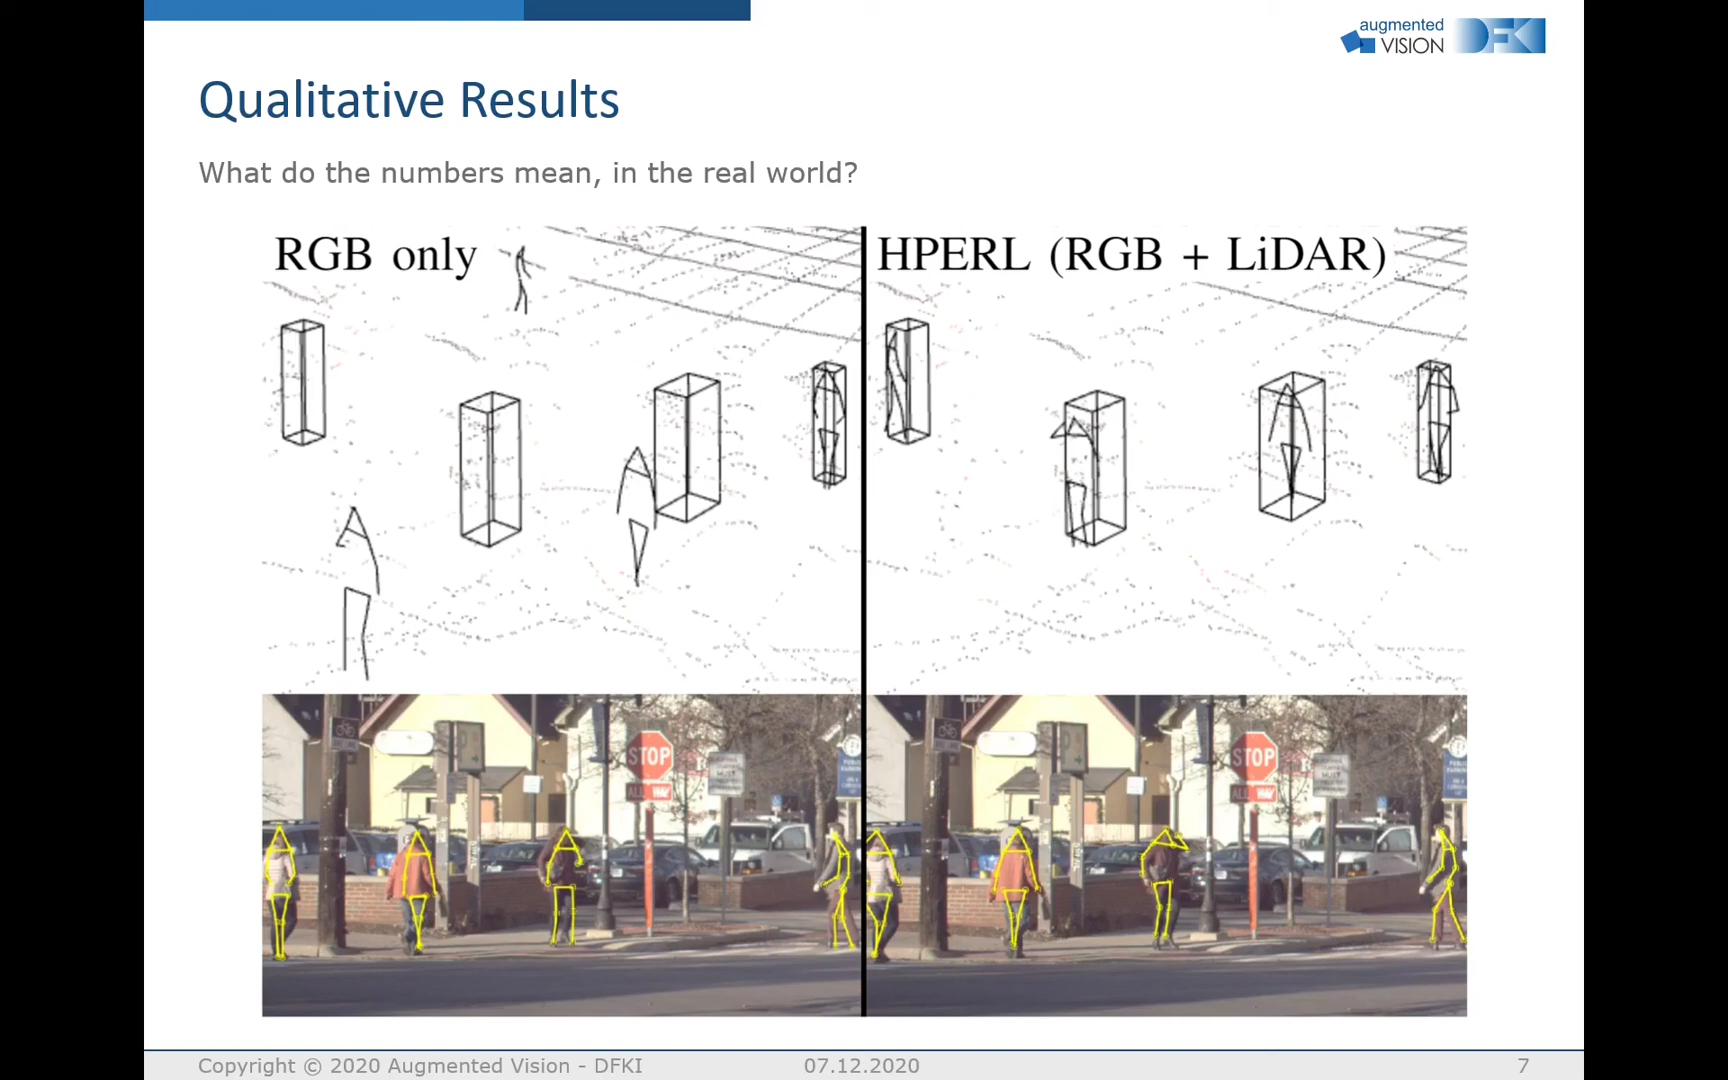 augmented
VISION
DFKI
Qualitative Results
What do the numbers mean, in the real world?
RGB only
HPERL (RGB + LiDAR)
STOP
ALL WAY
STOP
ALL WAY
Copyright © 2020 Augmented Vision - DFKI
07.12.2020
7